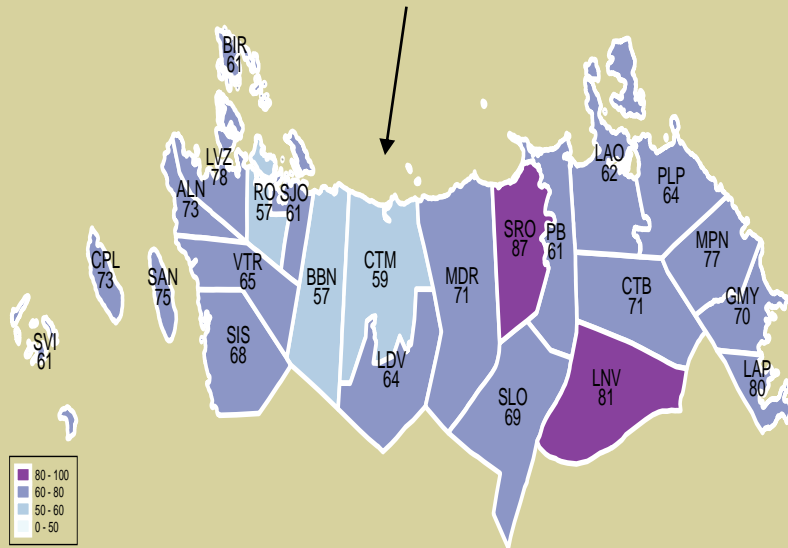 BIR
61
LVZ
78
ALN
73
RO
57
SJO
61
LAO
62
PLP
64
CPL
73
SAN
75
VTR
65
BBN
57
CTM
59
MDR
71
SRO
87
PB
61
MPN
77
CTB
71
GMY
70
SVI
61
SIS
68
LDV
64
SLO
69
LNV
81
LAP
80
80 - 100
60 - 80
50 - 60
0 - 50